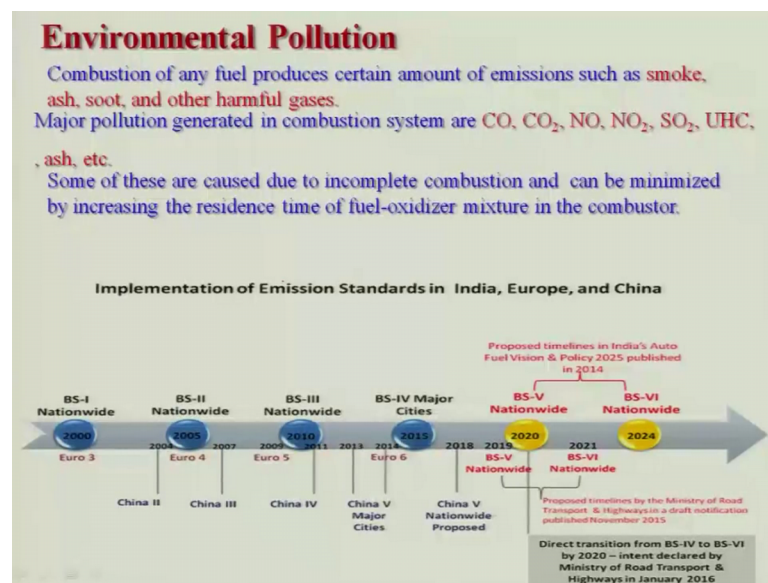 Environmental Pollution
Combustion of any fuel produces certain amount of emissions such as smoke,
ash, soot, and other harmful gases.
Major pollution generated in combustion system are CO, CO₂, NO, NO₂, SO₂, UHC,
, ash, etc.
Some of these are caused due to incomplete combustion and can be minimized
by increasing the residence time of fuel-oxidizer mixture in the combustor.
Implementation of Emission Standards in India, Europe, and China
Proposed timelines in India's Auto
Fuel Vision & Policy 2025 published
in 2014
BS-I
Nationwide
BS-II
Nationwide
BS-III
Nationwide
BS-IV Major
Cities
BS-V
Nationwide
BS-VI
Nationwide
2000
2005
2010
2015
2020
2024
2004
2007
2009
2011
2013
2014
2018
2019
2021
Euro 3
Euro 4
Euro 5
Euro 6
BS-V
Nationwide
BS-VI
Nationwide
China II
China III
China IV
China V
Major
Cities
China V
Nationwide
Proposed
Proposed timelines by the Ministry of Road
Transport & Highways in a draft notification
published November 2015
Direct transition from BS-IV to BS-VI
by 2020 – intent declared by
Ministry of Road Transport &
Highways in January 2016